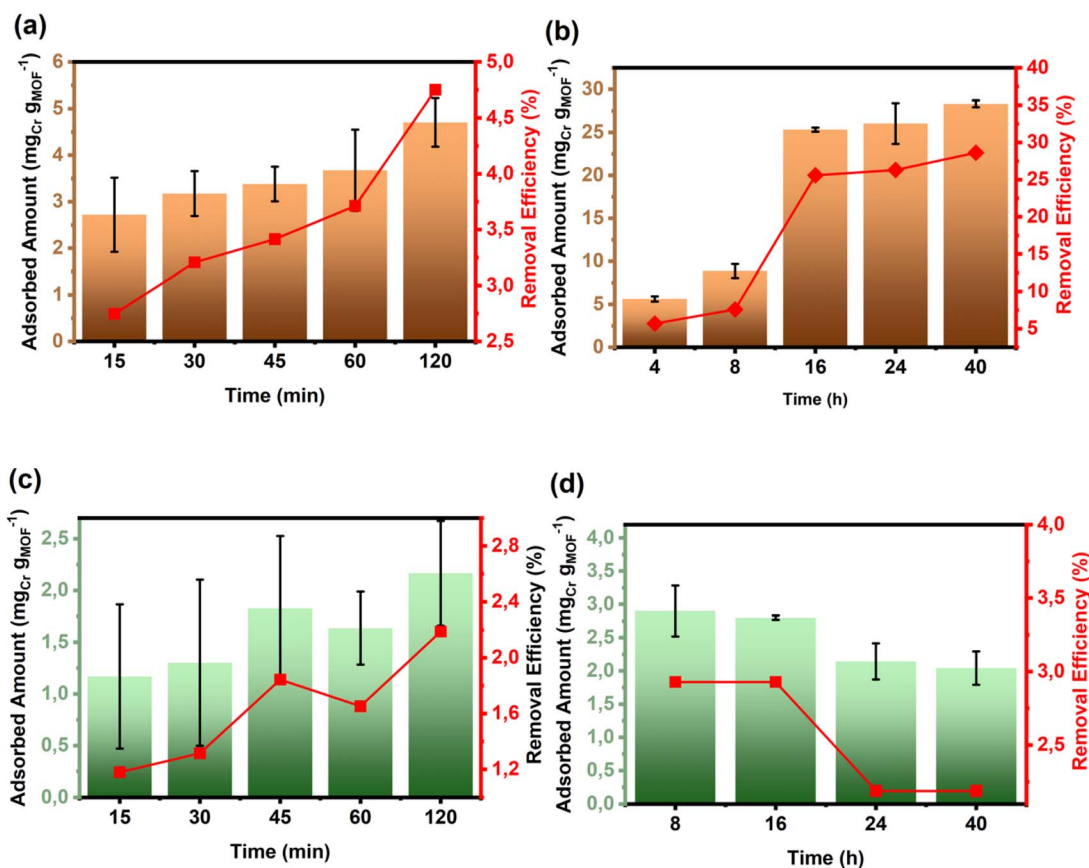 (a)
Adsorbed Amount (mgCr gMOF⁻¹)
6
5
4
3
2
1
0
15 30 45 60 120
Time (min)
5,0
4,5
4,0
3,5
3,0
2,5
Removal Efficiency (%)
(b)
Adsorbed Amount (mgCr gMOF⁻¹)
30
25
20
15
10
5
0
4 8 16 24 40
Time (h)
40
35
30
25
20
15
10
5
Removal Efficiency (%)
(c)
Adsorbed Amount (mgCr gMOF⁻¹)
2,5
2,0
1,5
1,0
0,5
0,0
15 30 45 60 120
Time (min)
2,8
2,4
2,0
1,6
1,2
Removal Efficiency (%)
(d)
Adsorbed Amount (mgCr gMOF⁻¹)
4,0
3,5
3,0
2,5
2,0
1,5
1,0
0,5
0,0
8 16 24 40
Time (h)
4,0
3,5
3,0
2,5
Removal Efficiency (%)